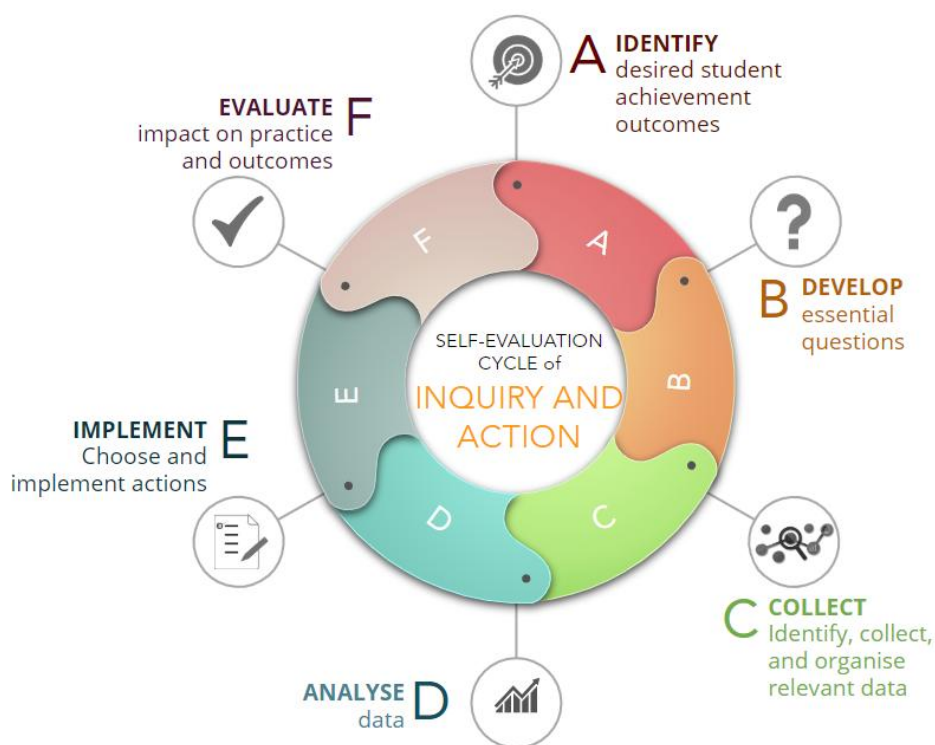 A IDENTIFY
desired student
achievement
outcomes
B DEVELOP
essential
questions
C COLLECT
Identify, collect,
and organise
relevant data
ANALYSE D
data
IMPLEMENT E
Choose and
implement actions
EVALUATE F
impact on practice
and outcomes
A
B
C
D
E
F
SELF-EVALUATION
CYCLE of
INQUIRY AND
ACTION